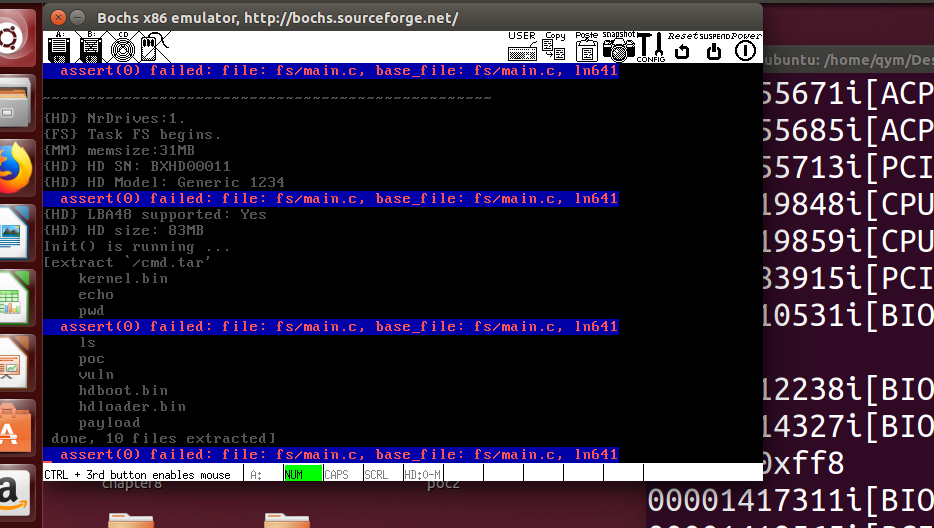 Bochs x86 emulator, http://bochs.sourceforge.net/
A: B: CD USER Copy Paste snapshot CONFIG Reset SUSPEND Power
assert(0) failed: file: fs/main.c, base_file: fs/main.c, ln641
~~~~~~~~~~~~~~~~~~~~~~~~~~~~~~~~~~~~~~~~~~~~~~~~~~
{HD} NrDrives:1.
{FS} Task FS begins.
{MM} memsize:31MB
{HD} HD SN: BXHD00011
{HD} HD Model: Generic 1234
assert(0) failed: file: fs/main.c, base_file: fs/main.c, ln641
{HD} LBA48 supported: Yes
{HD} HD size: 83MB
Init() is running ...
[extract `/cmd.tar'
kernel.bin
echo
pwd
assert(0) failed: file: fs/main.c, base_file: fs/main.c, ln641
ls
poc
vuln
hdboot.bin
hdloader.bin
payload
done, 10 files extracted]
assert(0) failed: file: fs/main.c, base_file: fs/main.c, ln641
CTRL + 3rd button enables mouse A: NUM CAPS SCRL HD:0-M
chapter8 poc2
ubuntu: /home/qym/Des
55671i[ACP
55685i[ACP
55713i[PCI
19848i[CPU
19859i[CPU
33915i[PCI
10531i[BIO
12238i[BIO
14327i[BIO
0xff8
00001417311i[BIO